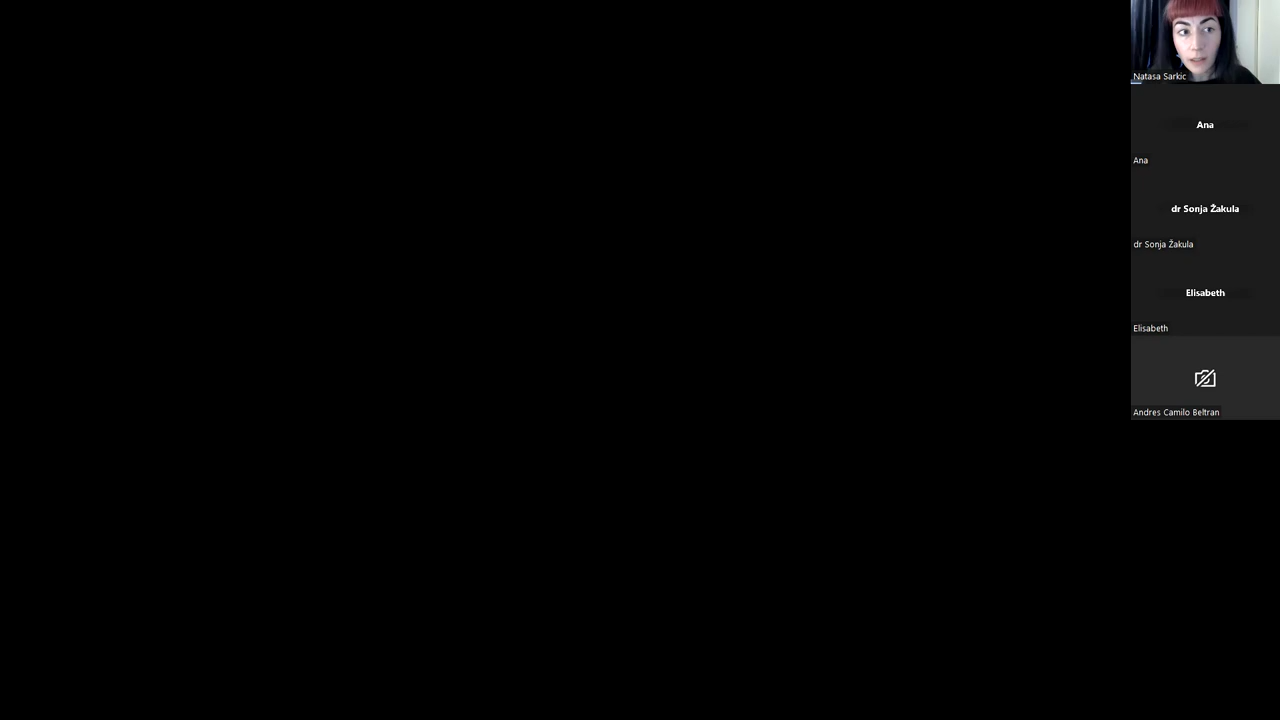 Natasa Sarkic
Ana
Ana
dr Sonja Žakula
dr Sonja Žakula
Elisabeth
Elisabeth
Andres Camilo Beltran